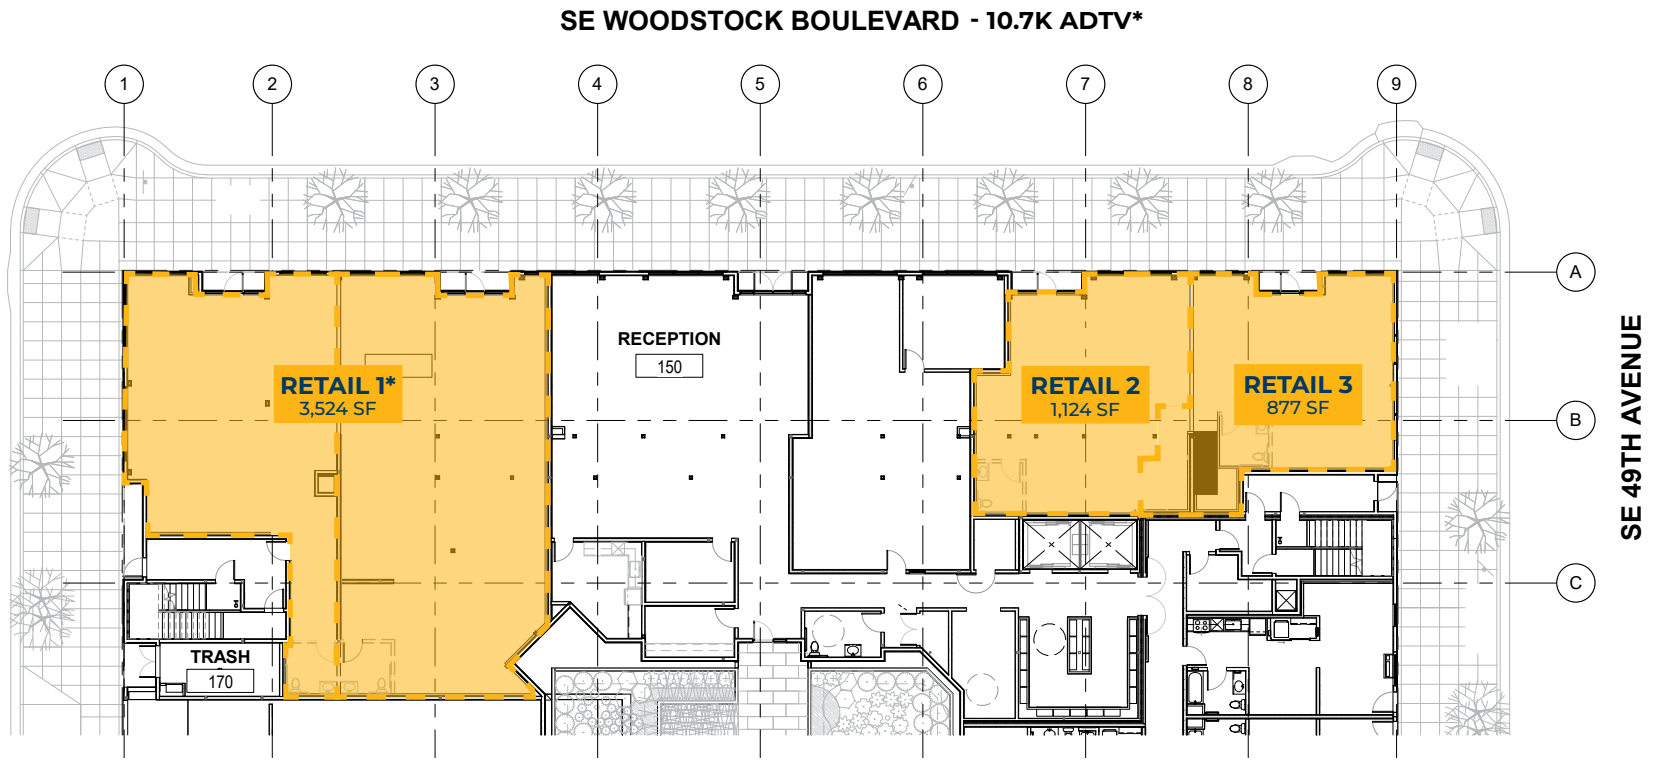 SE WOODSTOCK BOULEVARD - 10.7K ADTV*
1 2 3 4 5 6 7 8 9
A
RECEPTION
150
SE 49TH AVENUE
RETAIL 1*
3,524 SF
RETAIL 2
1,124 SF
RETAIL 3
877 SF
B
C
TRASH
170